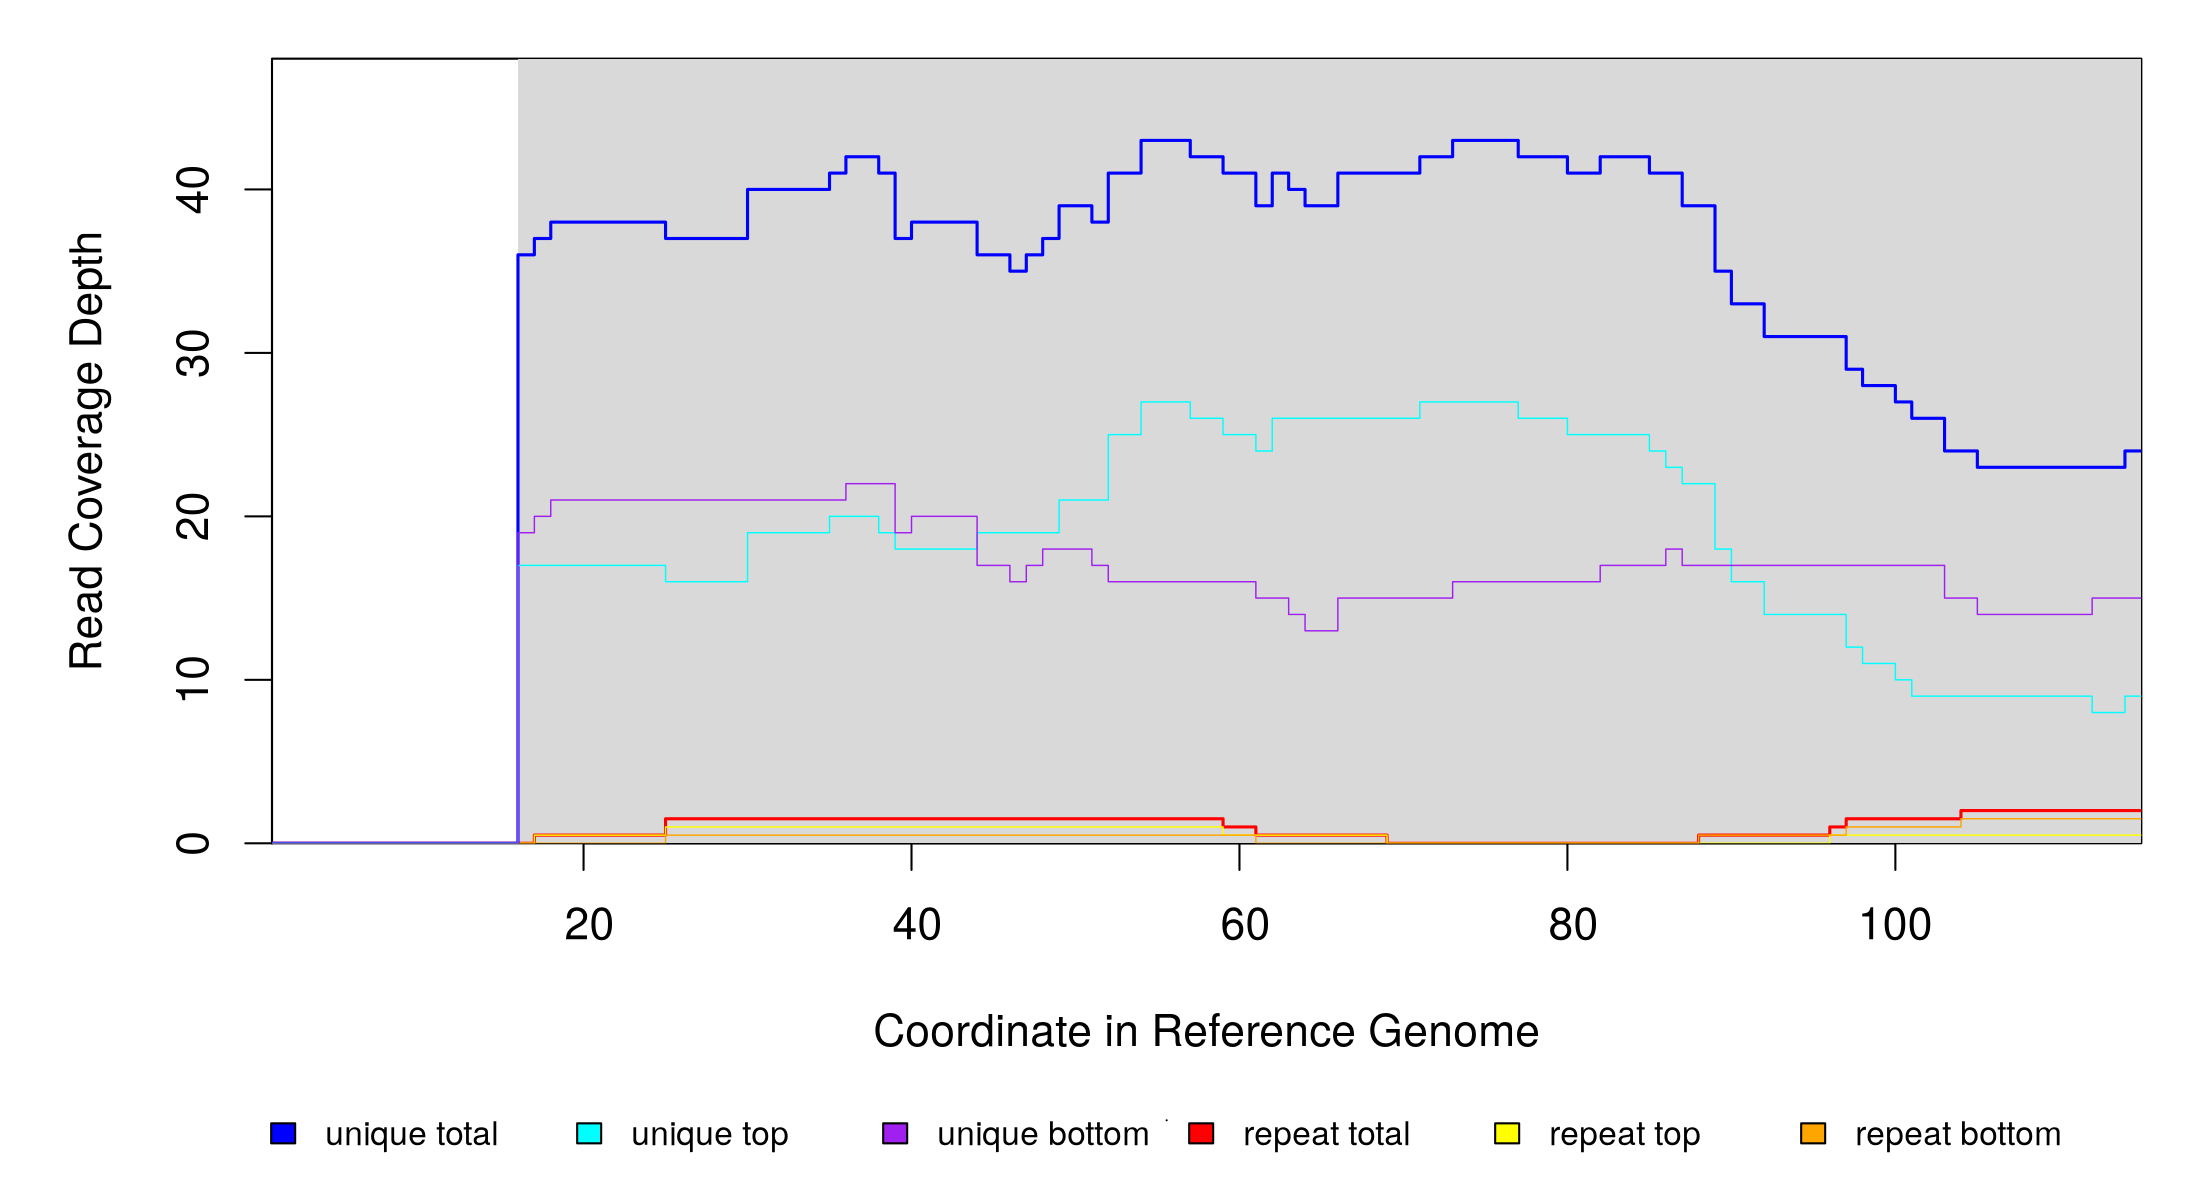 Read Coverage Depth
40
30
20
10
0
20 40 60 80 100
Coordinate in Reference Genome
unique total unique top unique bottom repeat total repeat top repeat bottom